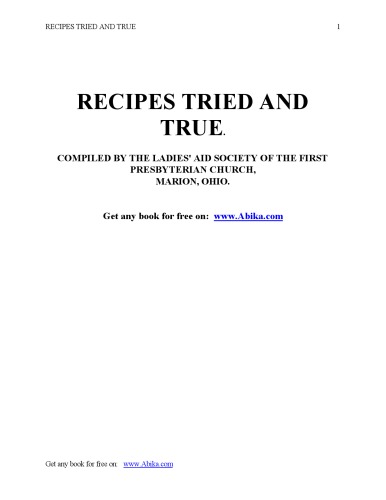 RECIPES TRIED AND TRUE 1
RECIPES TRIED AND
TRUE.
COMPILED BY THE LADIES' AID SOCIETY OF THE FIRST
PRESBYTERIAN CHURCH,
MARION, OHIO.
Get any book for free on: www.Abika.com
Get any book for free on: www.Abika.com